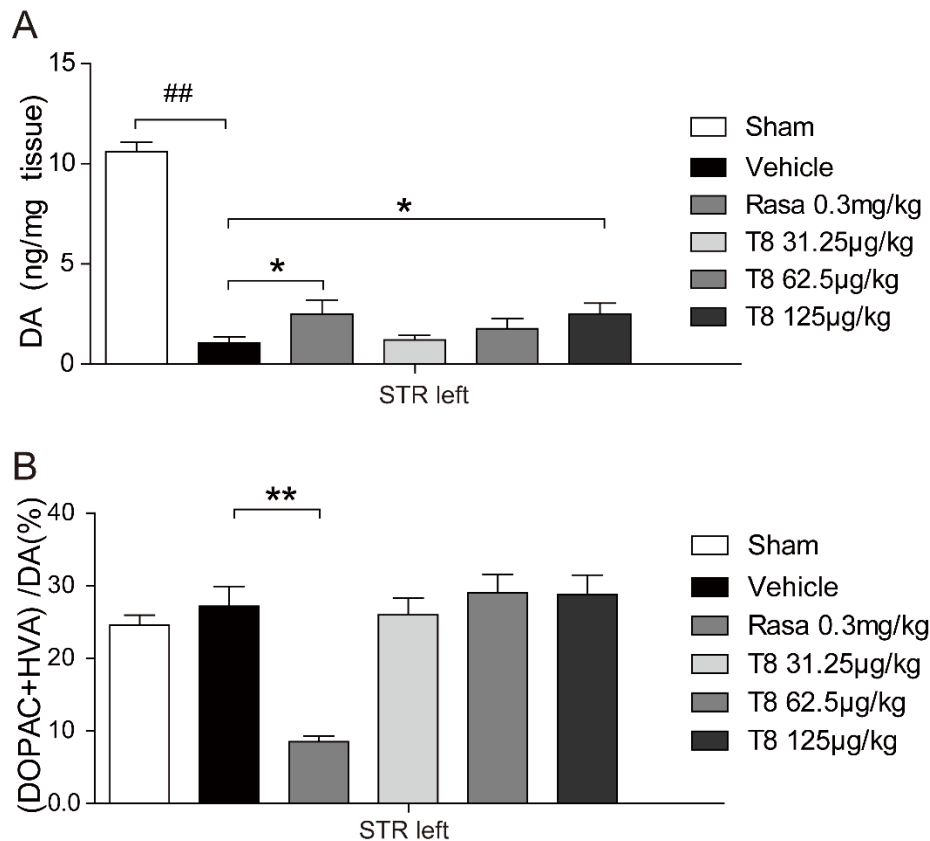 A
DA (ng/mg tissue)
15
10
5
0
##
*
*
STR left
Sham
Vehicle
Rasa 0.3mg/kg
T8 31.25µg/kg
T8 62.5µg/kg
T8 125µg/kg
B
(DOPAC+HVA) /DA(%)
40
30
20
10
0.0
**
STR left
Sham
Vehicle
Rasa 0.3mg/kg
T8 31.25µg/kg
T8 62.5µg/kg
T8 125µg/kg